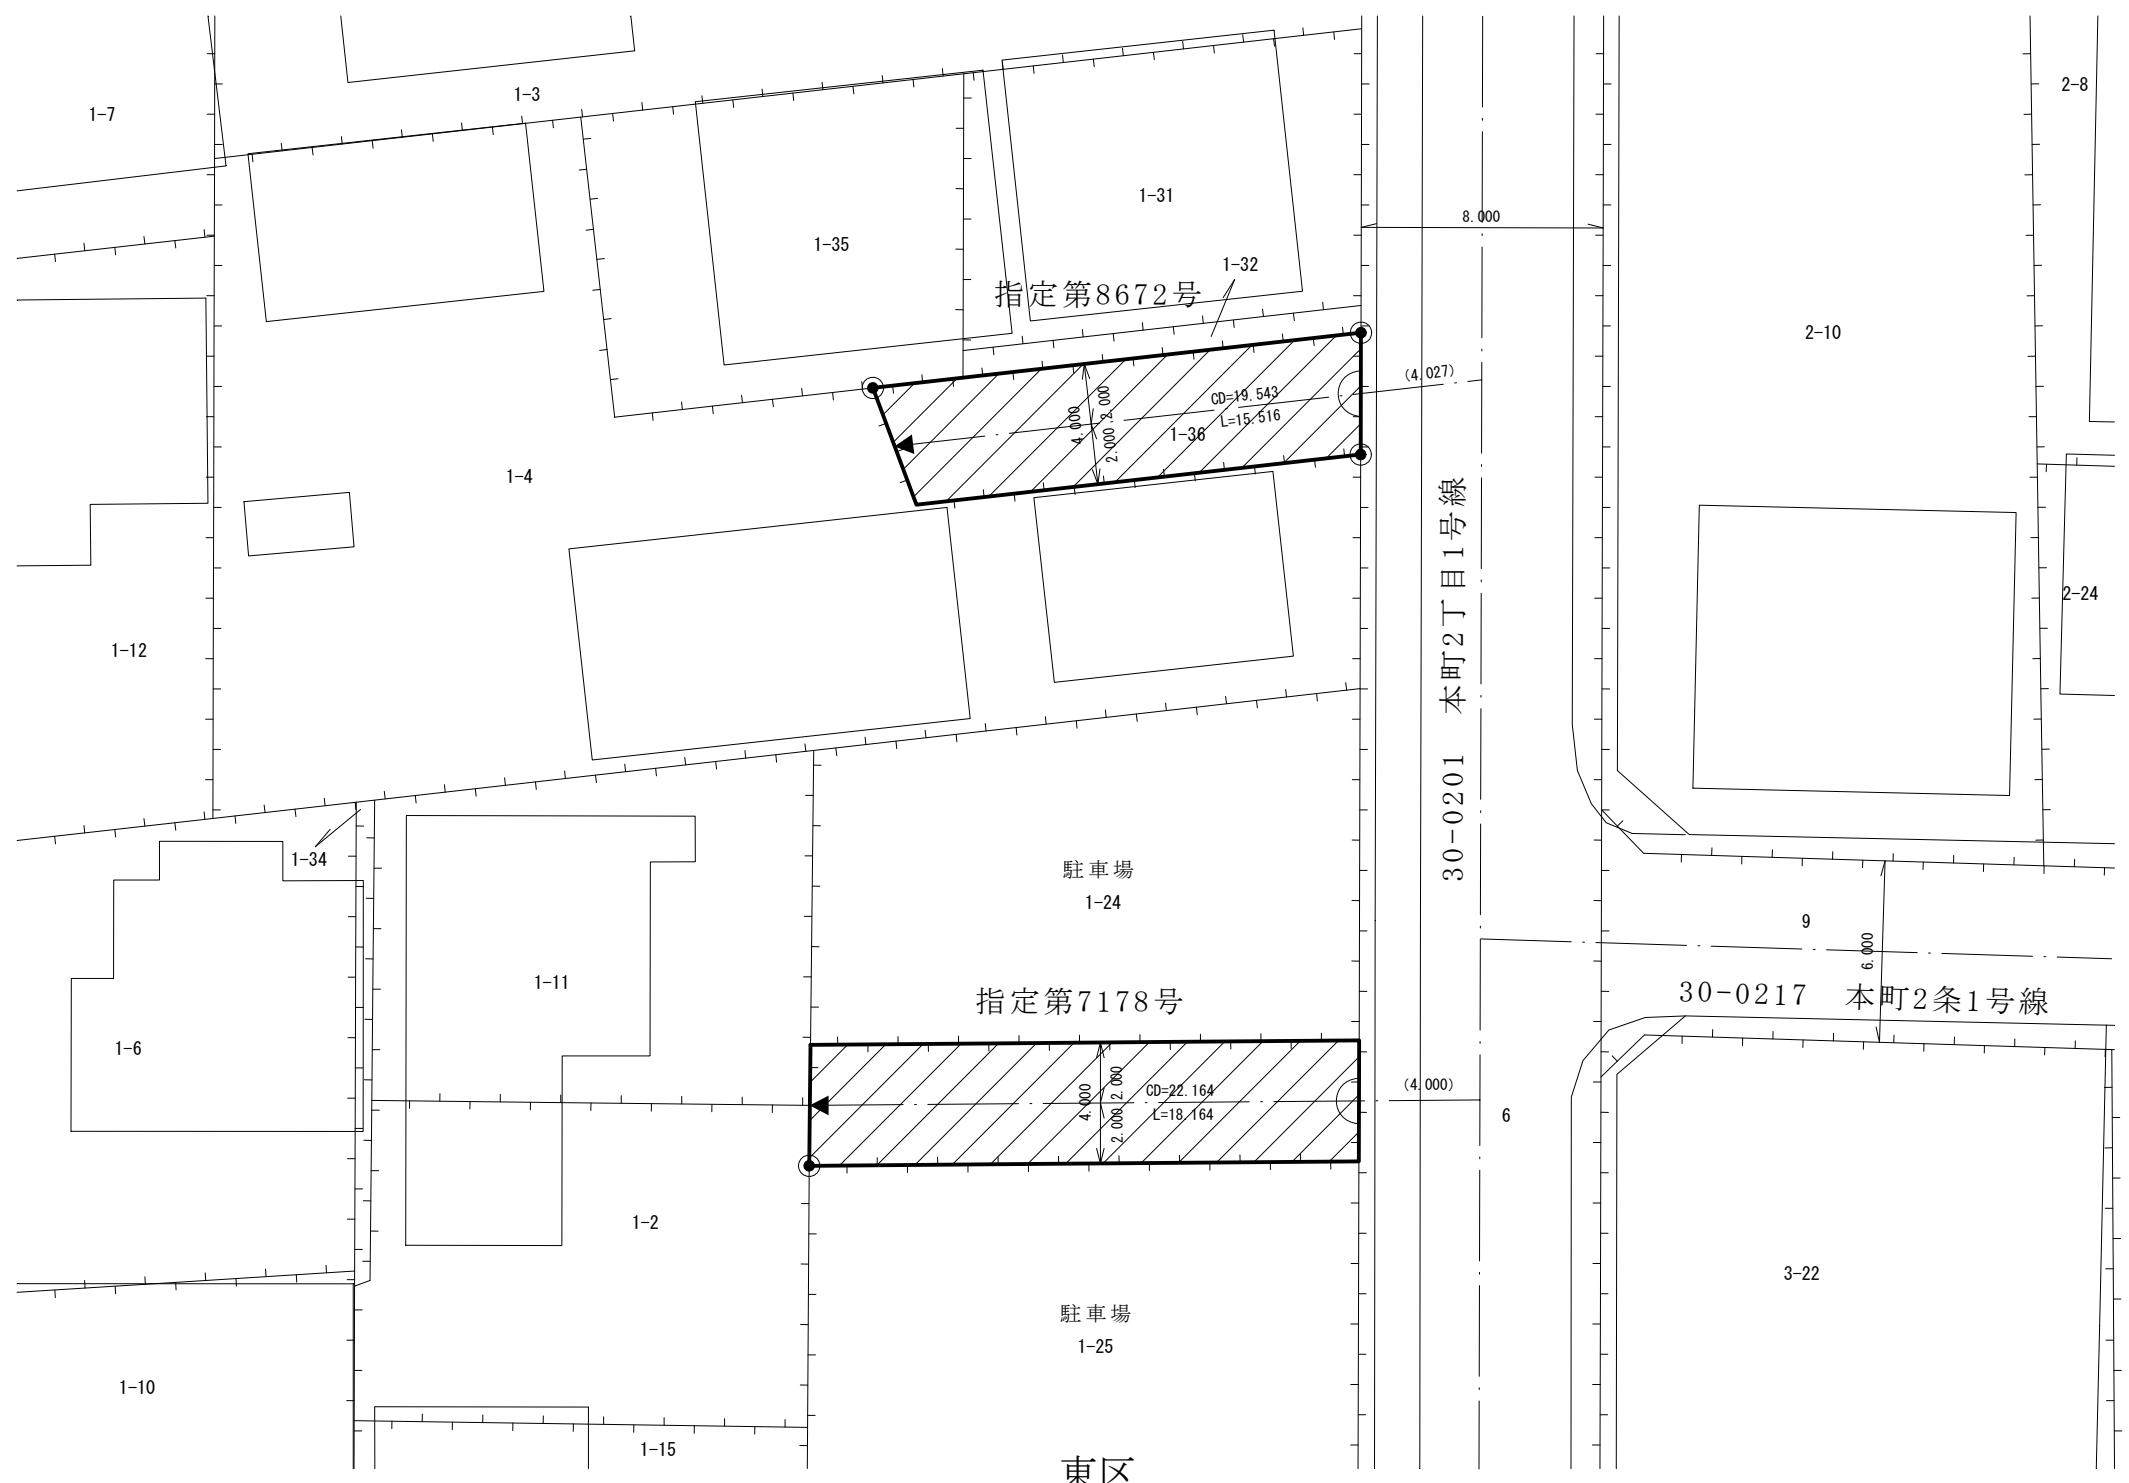 1-7
1-3
2-8
1-35
1-31
8.000
1-32
指定第8672号
2-10
(4.027)
CD=19.543
L=15.516
4.000
2.000
2.000
1-36
1-4
30-0201 本町2丁目1号線
2-24
1-12
1-34
駐車場
1-24
9
6.000
1-11
指定第7178号
30-0217 本町2条1号線
1-6
(4.000)
CD=22.164
L=18.164
4.000
2.000
2.000
6
1-2
3-22
駐車場
1-25
1-10
1-15
東区